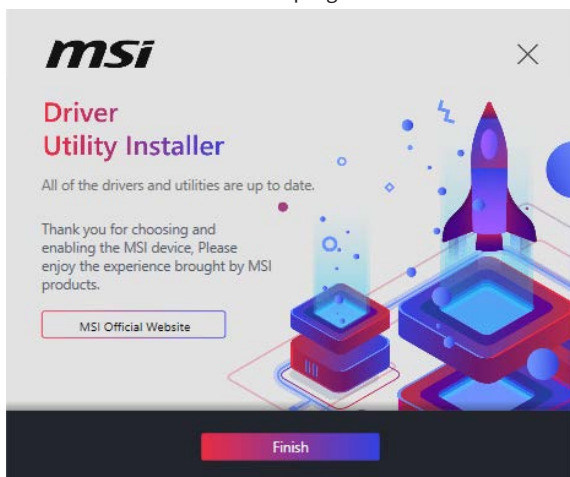 msi
Driver
Utility Installer
All of the drivers and utilities are up to date.
Thank you for choosing and
enabling the MSI device, Please
enjoy the experience brought by MSI
products.
MSI Official Website
Finish